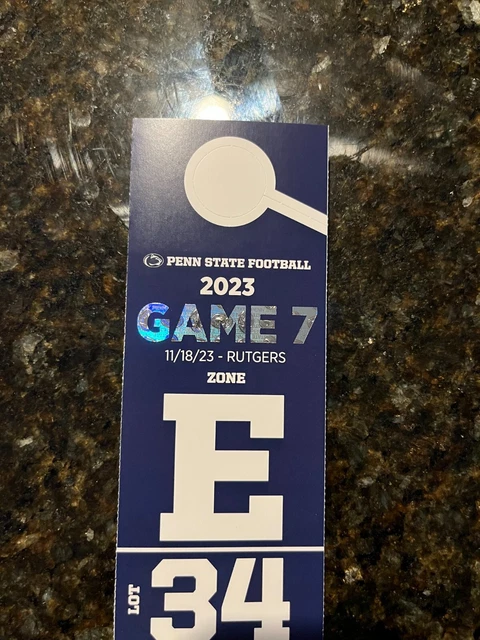 PENN STATE FOOTBALL
2023
GAME 7
11/18/23 - RUTGERS
ZONE
E
LOT
34